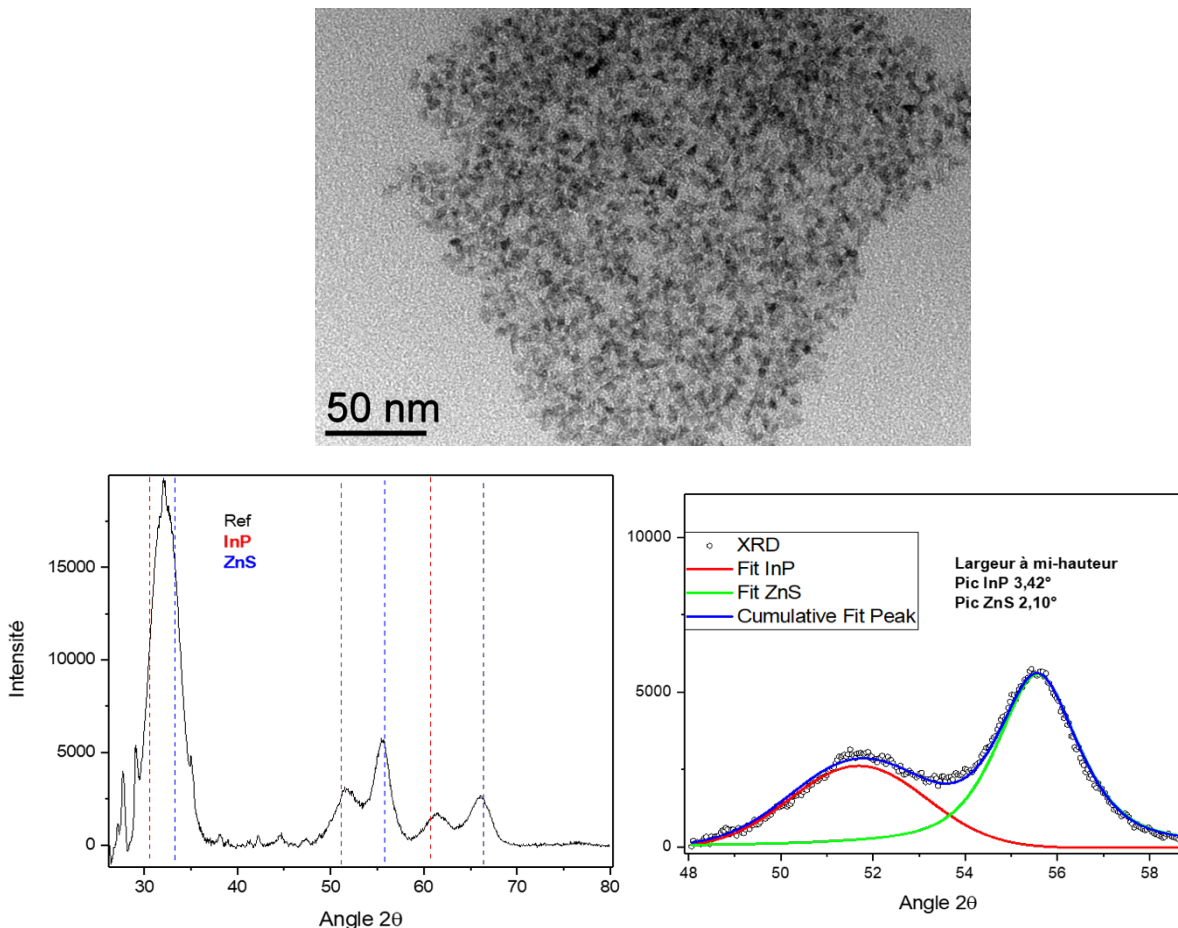 50 nm
Ref
InP
ZnS
15000
10000
5000
0
30
40
50
60
70
80
Intensité
Angle 2θ
XRD
Fit InP
Fit ZnS
Cumulative Fit Peak
Largeur à mi-hauteur
Pic InP 3,42°
Pic ZnS 2,10°
10000
5000
0
48
50
52
54
56
58
Angle 2θ